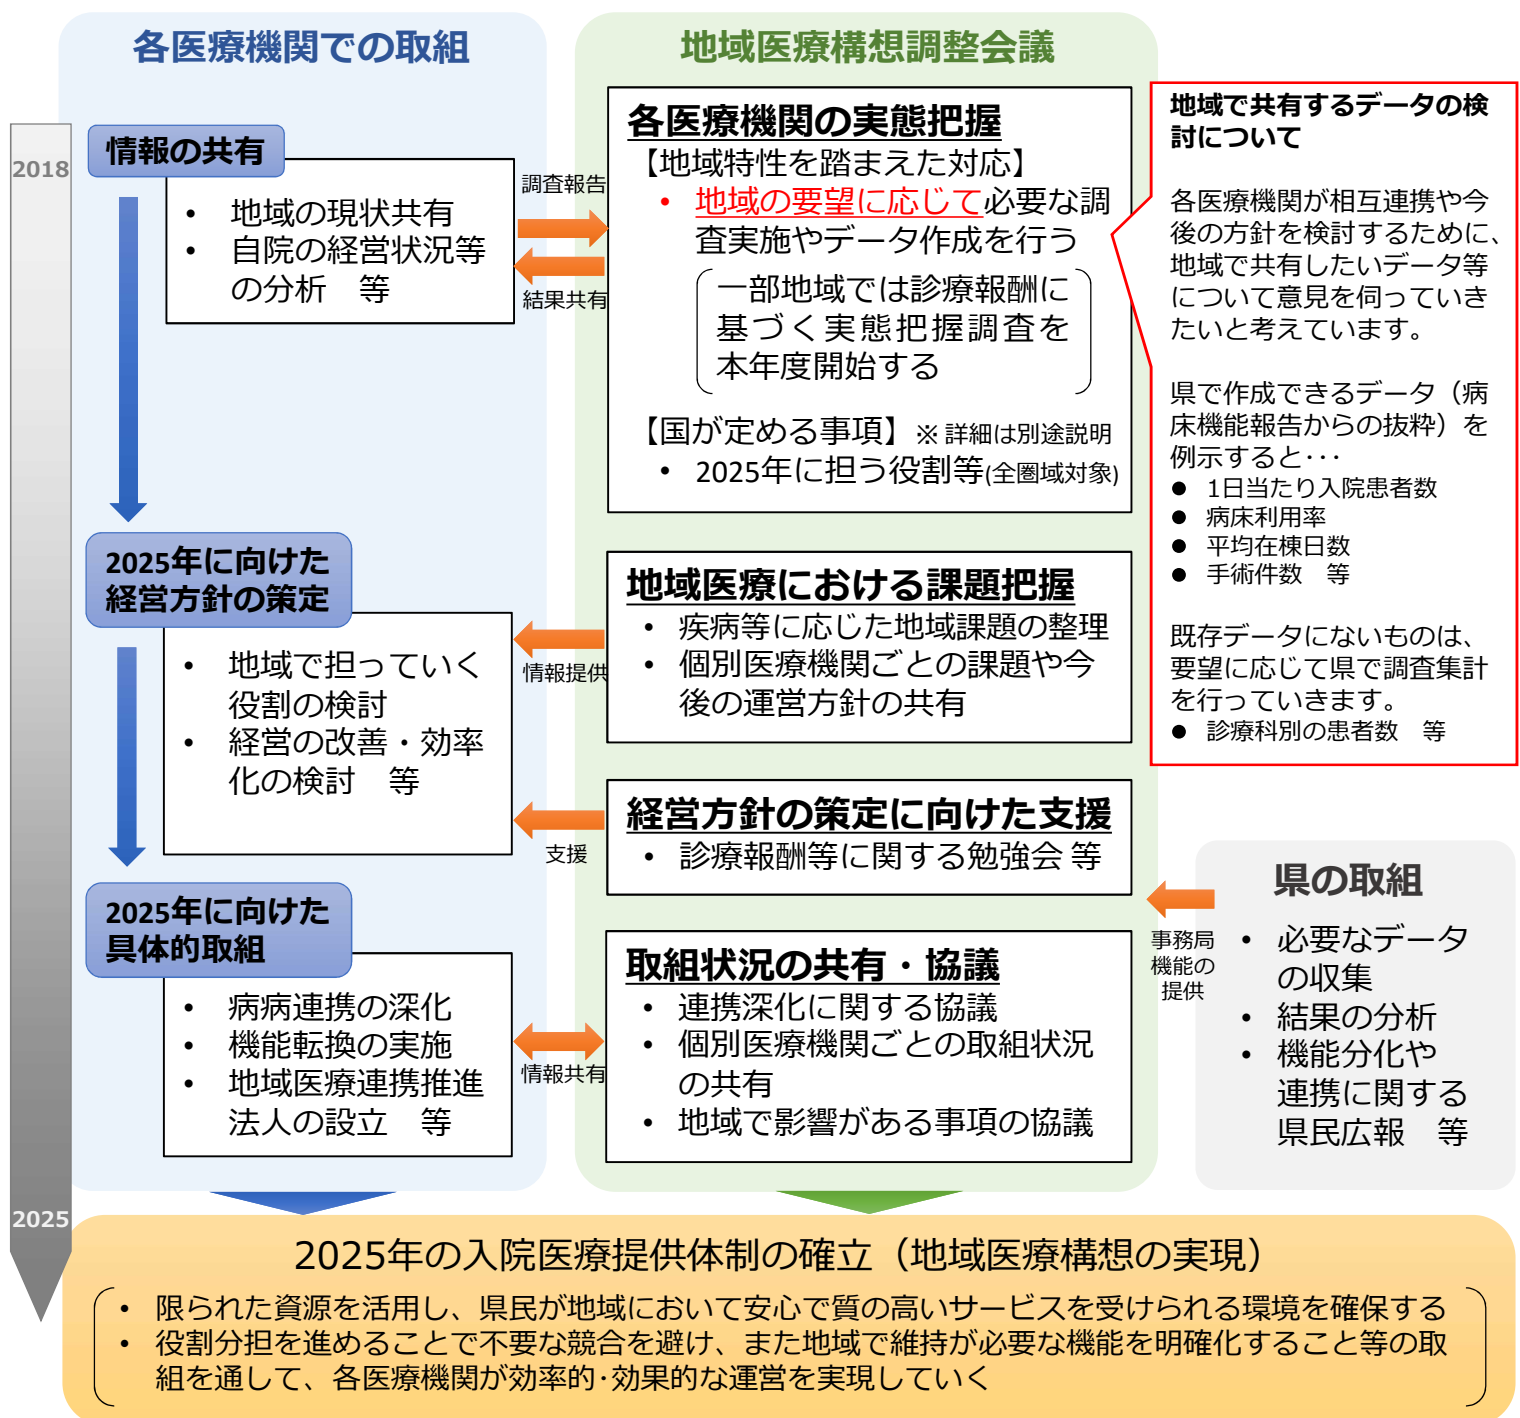 各医療機関での取組
2018
情報の共有
• 地域の現状共有
• 自院の経営状況等
の分析　等
2025年に向けた
経営方針の策定
• 地域で担っていく
役割の検討
• 経営の改善・効率
化の検討　等
2025年に向けた
具体的取組
• 病病連携の深化
• 機能転換の実施
• 地域医療連携推進
法人の設立　等
調査報告
結果共有
情報提供
支援
情報共有
地域医療構想調整会議
各医療機関の実態把握
【地域特性を踏まえた対応】
• 地域の要望に応じて必要な調
査実施やデータ作成を行う
一部地域では診療報酬に
基づく実態把握調査を
本年度開始する
【国が定める事項】※ 詳細は別途説明
• 2025年に担う役割等(全圏域対象)
地域医療における課題把握
• 疾病等に応じた地域課題の整理
• 個別医療機関ごとの課題や今
後の運営方針の共有
経営方針の策定に向けた支援
• 診療報酬等に関する勉強会 等
取組状況の共有・協議
• 連携深化に関する協議
• 個別医療機関ごとの取組状況
の共有
• 地域で影響がある事項の協議
地域で共有するデータの検
討について
各医療機関が相互連携や今
後の方針を検討するために、
地域で共有したいデータ等
について意見を伺っていき
たいと考えています。
県で作成できるデータ（病
床機能報告からの抜粋）を
例示すると･･･
● 1日当たり入院患者数
● 病床利用率
● 平均在棟日数
● 手術件数　等
既存データにないものは、
要望に応じて県で調査集計
を行っていきます。
● 診療科別の患者数　等
事務局
機能の
提供
県の取組
• 必要なデータ
の収集
• 結果の分析
• 機能分化や
連携に関する
県民広報　等
2025
2025年の入院医療提供体制の確立（地域医療構想の実現）
• 限られた資源を活用し、県民が地域において安心で質の高いサービスを受けられる環境を確保する
• 役割分担を進めることで不要な競合を避け、また地域で維持が必要な機能を明確化すること等の取
組を通して、各医療機関が効率的･効果的な運営を実現していく